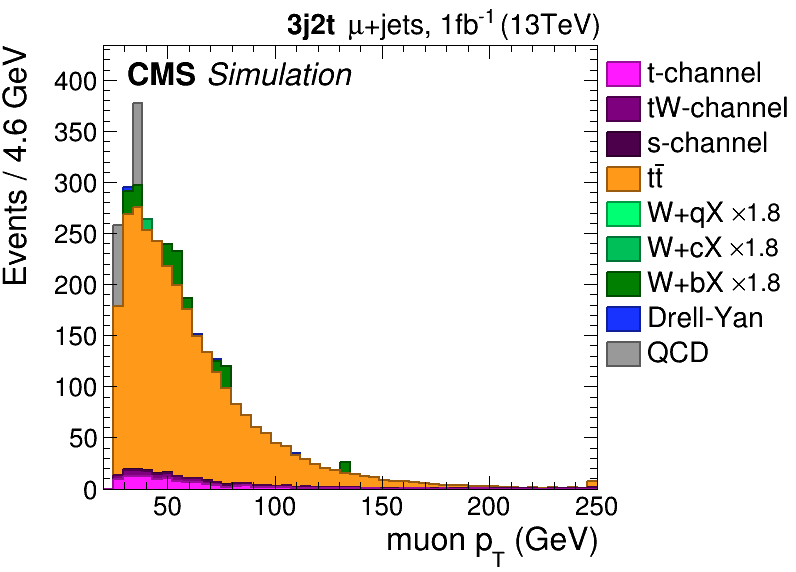 3j2t μ+jets, 1fb⁻¹ (13TeV)
CMS Simulation
Events / 4.6 GeV
400
350
300
250
200
150
100
50
0
50 100 150 200 250
muon p_T (GeV)
t-channel
tW-channel
s-channel
tt̄
W+qX ×1.8
W+cX ×1.8
W+bX ×1.8
Drell-Yan
QCD